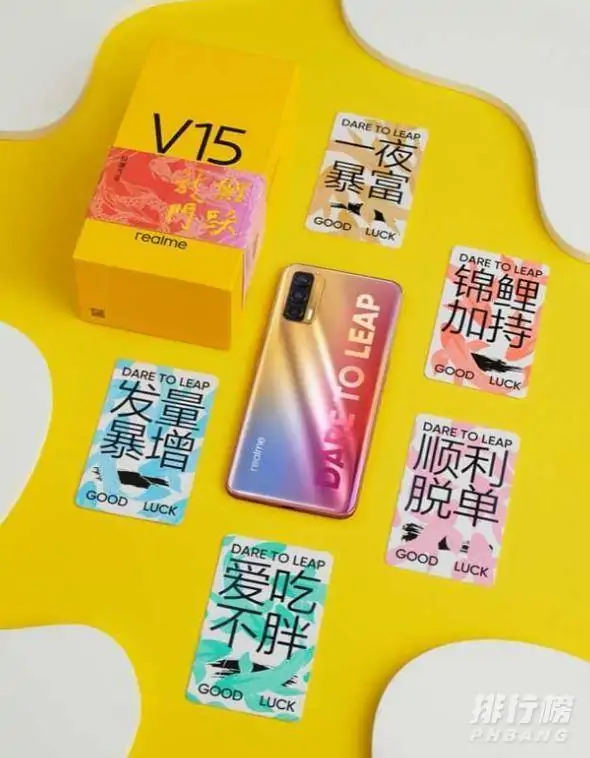 V15
realme
DARE TO LEAP
一夜
暴富
GOOD LUCK
DARE TO LEAP
锦鲤
加持
GOOD LUCK
realme
DARE TO LEAP
DARE TO LEAP
发量
暴增
GOOD LUCK
DARE TO LEAP
顺利
脱单
GOOD LUCK
DARE TO LEAP
爱吃
不胖
GOOD LUCK
排行榜
PHBANG